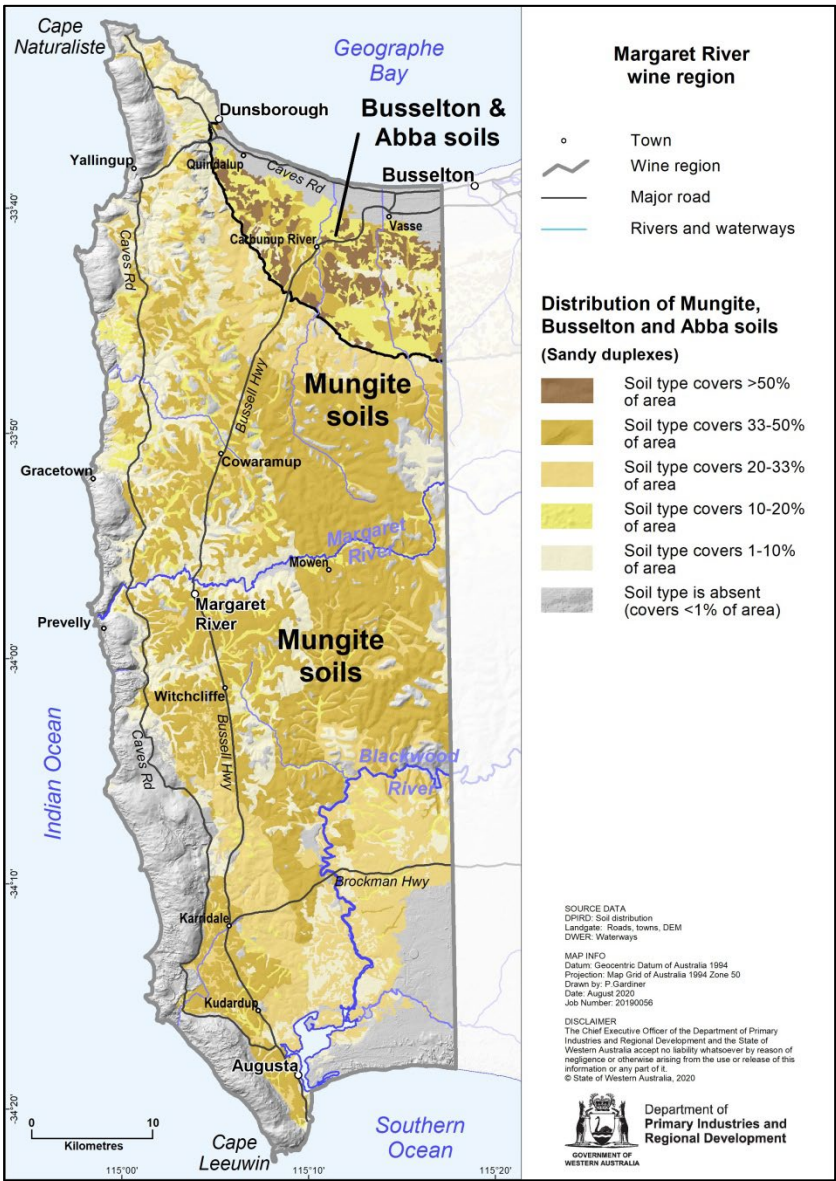 Cape
Naturaliste
Geographe
Bay
Dunsborough
Busselton &
Abba soils
Yallingup
Quindalup
Caves Rd
Busselton
Vasse
Carbunup River
-33°40'
Caves Rd
Bussell Hwy
Mungite
soils
-33°50'
Gracetown
Cowaramup
Margaret
River
Mowen
Margaret
River
Prevelly
-34°00'
Mungite
soils
Witchcliffe
Bussell Hwy
Caves Rd
Indian Ocean
Blackwood
River
-34°10'
Brockman Hwy
Karridale
Kudardup
Augusta
-34°20'
0 10
Kilometres
Cape
Leeuwin
Southern
Ocean
115°00 115°10' 115°20'
Margaret River
wine region
Town
Wine region
Major road
Rivers and waterways
Distribution of Mungite,
Busselton and Abba soils
(Sandy duplexes)
Soil type covers >50%
of area
Soil type covers 33-50%
of area
Soil type covers 20-33%
of area
Soil type covers 10-20%
of area
Soil type covers 1-10%
of area
Soil type is absent
(covers <1% of area)
SOURCE DATA
DPIRD: Soil distribution
Landgate: Roads, towns, DEM
DWER: Waterways
MAP INFO
Datum: Geocentric Datum of Australia 1994
Projection: Map Grid of Australia 1994 Zone 50
Drawn by: P.Gardiner
Date: August 2020
Job Number: 20190056
DISCLAIMER
The Chief Executive Officer of the Department of Primary
Industries and Regional Development and the State of
Western Australia accept no liability whatsoever by reason of
negligence or otherwise arising from the use or release of this
information or any part of it.
© State of Western Australia, 2020
GOVERNMENT OF
WESTERN AUSTRALIA
Department of
Primary Industries and
Regional Development